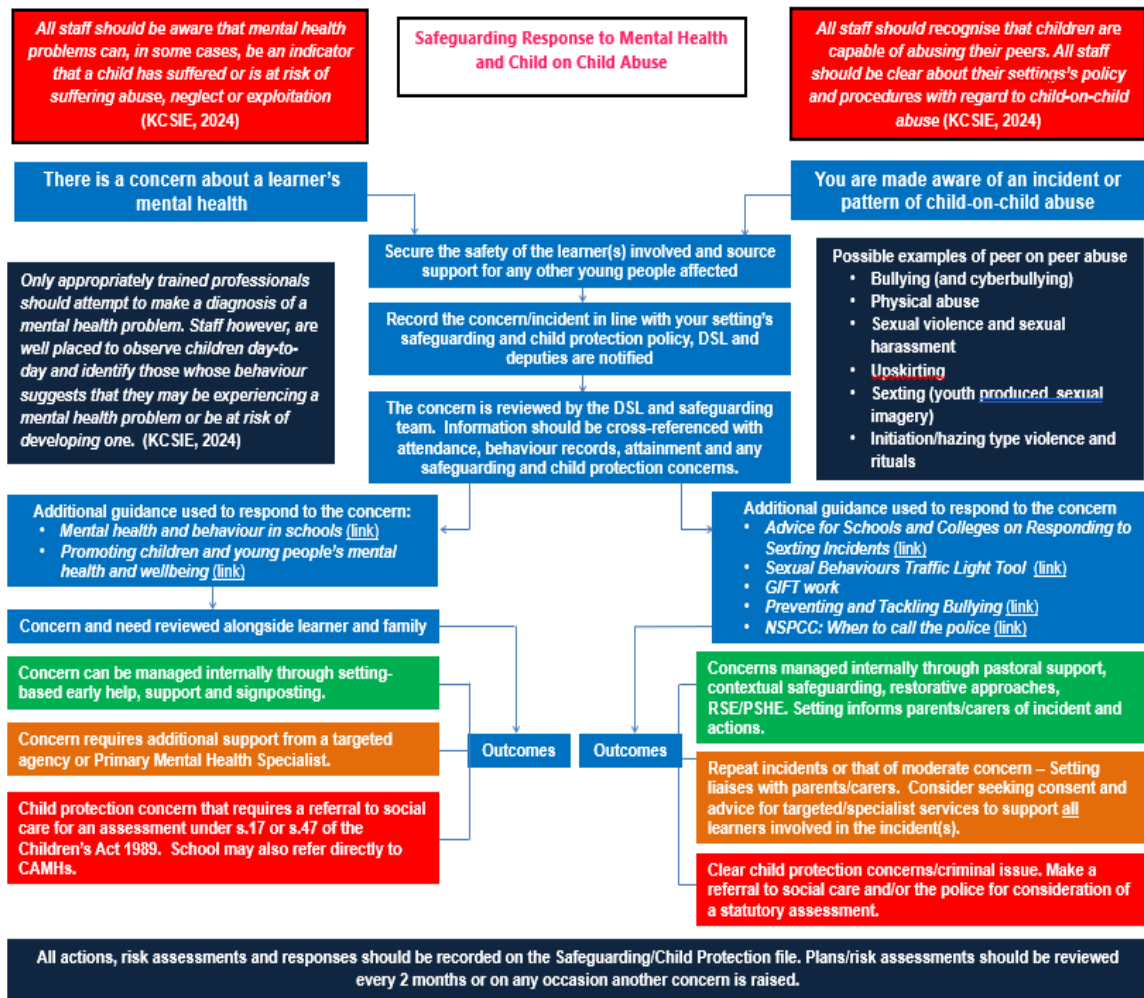 All staff should be aware that mental health
problems can, in some cases, be an indicator
that a child has suffered or is at risk of
suffering abuse, neglect or exploitation
(KCSIE, 2024)
Safeguarding Response to Mental Health
and Child on Child Abuse
All staff should recognise that children are
capable of abusing their peers. All staff
should be clear about their settings's policy
and procedures with regard to child-on-child
abuse (KCSIE, 2024)
There is a concern about a learner's
mental health
You are made aware of an incident or
pattern of child-on-child abuse
Secure the safety of the learner(s) involved and source
support for any other young people affected
Only appropriately trained professionals
should attempt to make a diagnosis of a
mental health problem. Staff however, are
well placed to observe children day-to-
day and identify those whose behaviour
suggests that they may be experiencing a
mental health problem or be at risk of
developing one. (KCSIE, 2024)
Record the concern/incident in line with your setting's
safeguarding and child protection policy, DSL and
deputies are notified
Possible examples of peer on peer abuse
• Bullying (and cyberbullying)
• Physical abuse
• Sexual violence and sexual
harassment
• Upskirting
• Sexting (youth produced sexual
imagery)
• Initiation/hazing type violence and
rituals
The concern is reviewed by the DSL and safeguarding
team. Information should be cross-referenced with
attendance, behaviour records, attainment and any
safeguarding and child protection concerns.
Additional guidance used to respond to the concern:
• Mental health and behaviour in schools (link)
• Promoting children and young people's mental
health and wellbeing (link)
Additional guidance used to respond to the concern
• Advice for Schools and Colleges on Responding to
Sexting Incidents (link)
• Sexual Behaviours Traffic Light Tool (link)
• GIFT work
• Preventing and Tackling Bullying (link)
• NSPCC: When to call the police (link)
Concern and need reviewed alongside learner and family
Concern can be managed internally through setting-
based early help, support and signposting.
Concern requires additional support from a targeted
agency or Primary Mental Health Specialist.
Child protection concern that requires a referral to social
care for an assessment under s.17 or s.47 of the
Children's Act 1989. School may also refer directly to
CAMHs.
Outcomes
Outcomes
Concerns managed internally through pastoral support,
contextual safeguarding, restorative approaches,
RSE/PSHE. Setting informs parents/carers of incident and
actions.
Repeat incidents or that of moderate concern – Setting
liaises with parents/carers. Consider seeking consent and
advice for targeted/specialist services to support all
learners involved in the incident(s).
Clear child protection concerns/criminal issue. Make a
referral to social care and/or the police for consideration of
a statutory assessment.
All actions, risk assessments and responses should be recorded on the Safeguarding/Child Protection file. Plans/risk assessments should be reviewed
every 2 months or on any occasion another concern is raised.